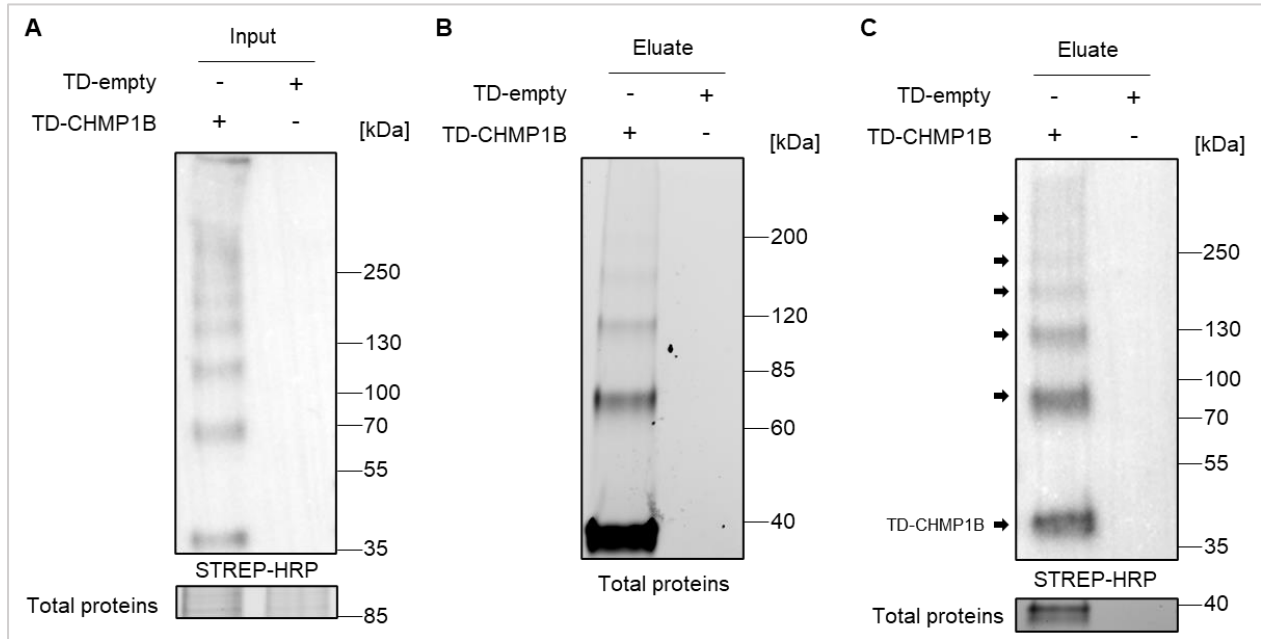 A
Input
TD-empty - +
TD-CHMP1B + -
[kDa]
250
130
100
70
55
35
STREP-HRP
Total proteins
85
B
Eluate
TD-empty - +
TD-CHMP1B + -
[kDa]
200
120
85
60
40
Total proteins
C
Eluate
TD-empty - +
TD-CHMP1B + -
[kDa]
250
130
100
70
55
TD-CHMP1B
35
STREP-HRP
Total proteins
40